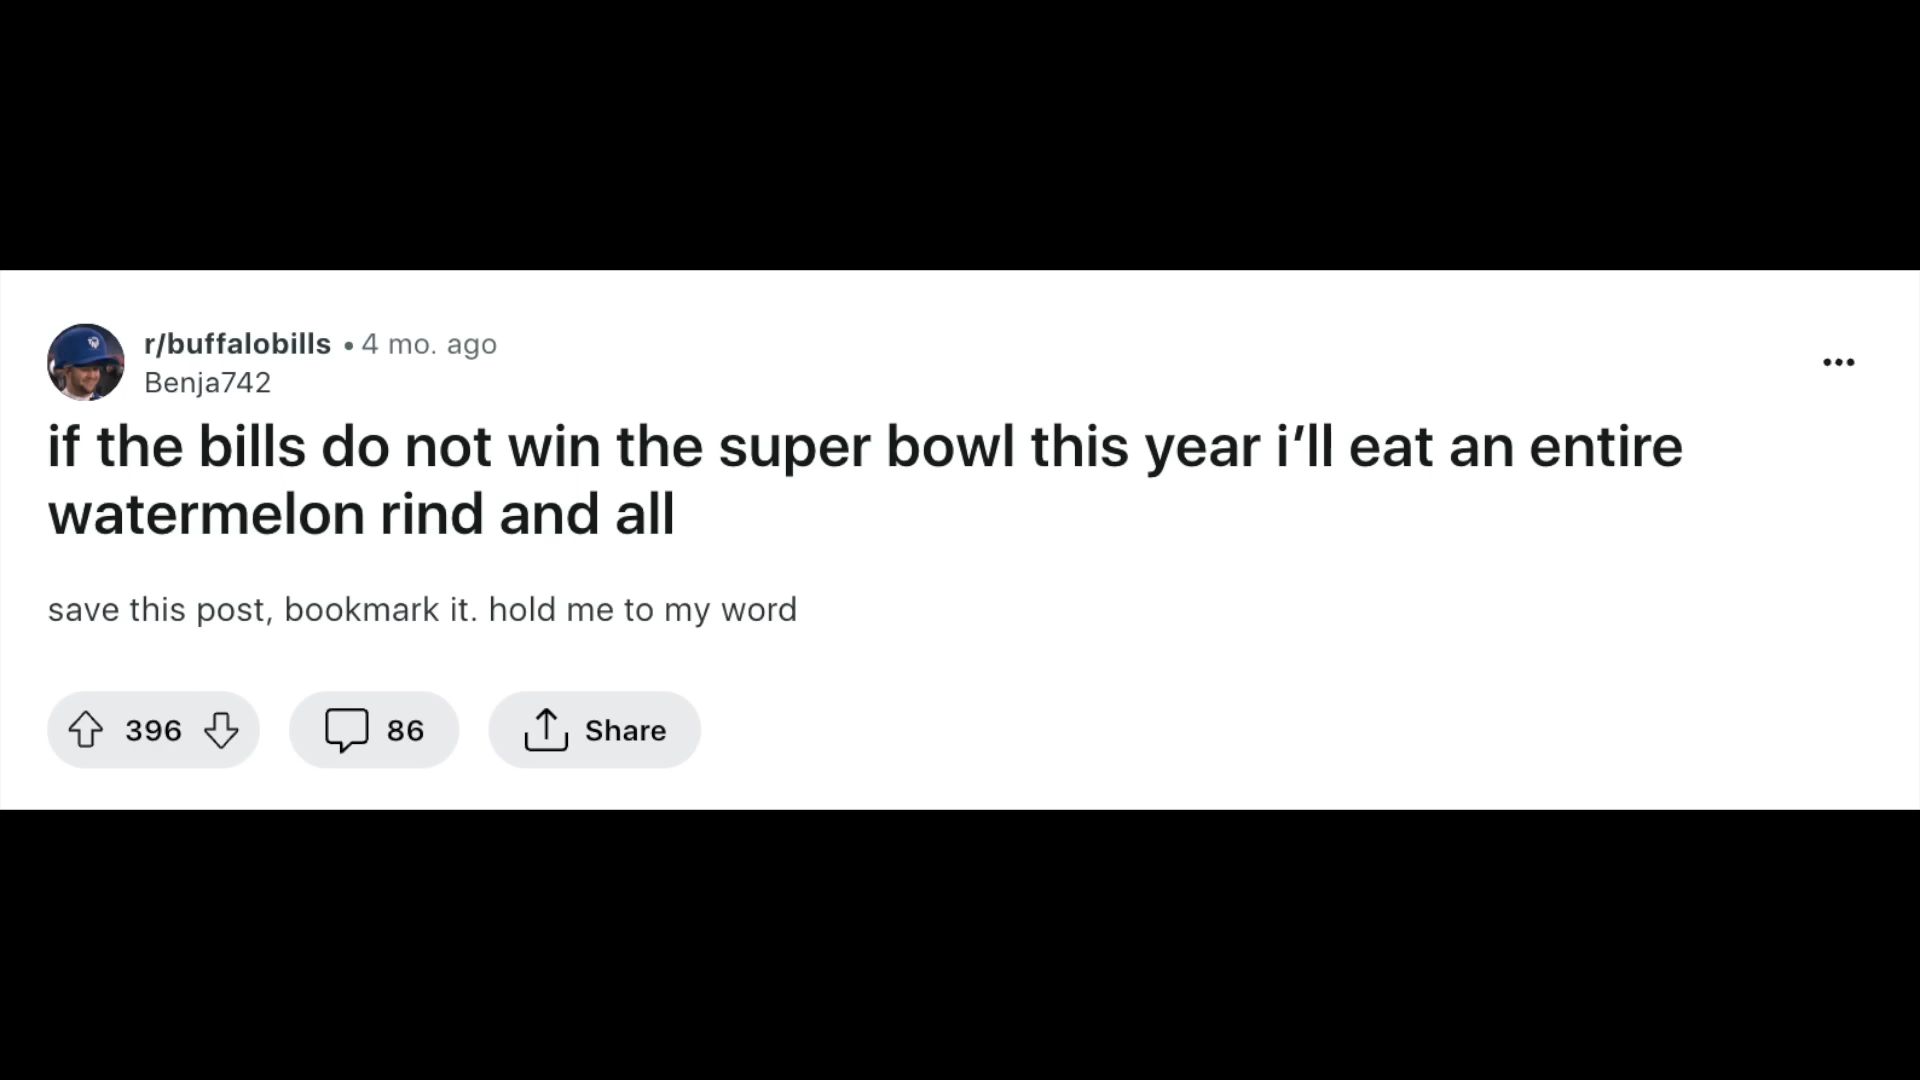 r/buffalobills • 4 mo. ago
Benja742
if the bills do not win the super bowl this year i’ll eat an entire
watermelon rind and all
save this post, bookmark it. hold me to my word
396 86 Share